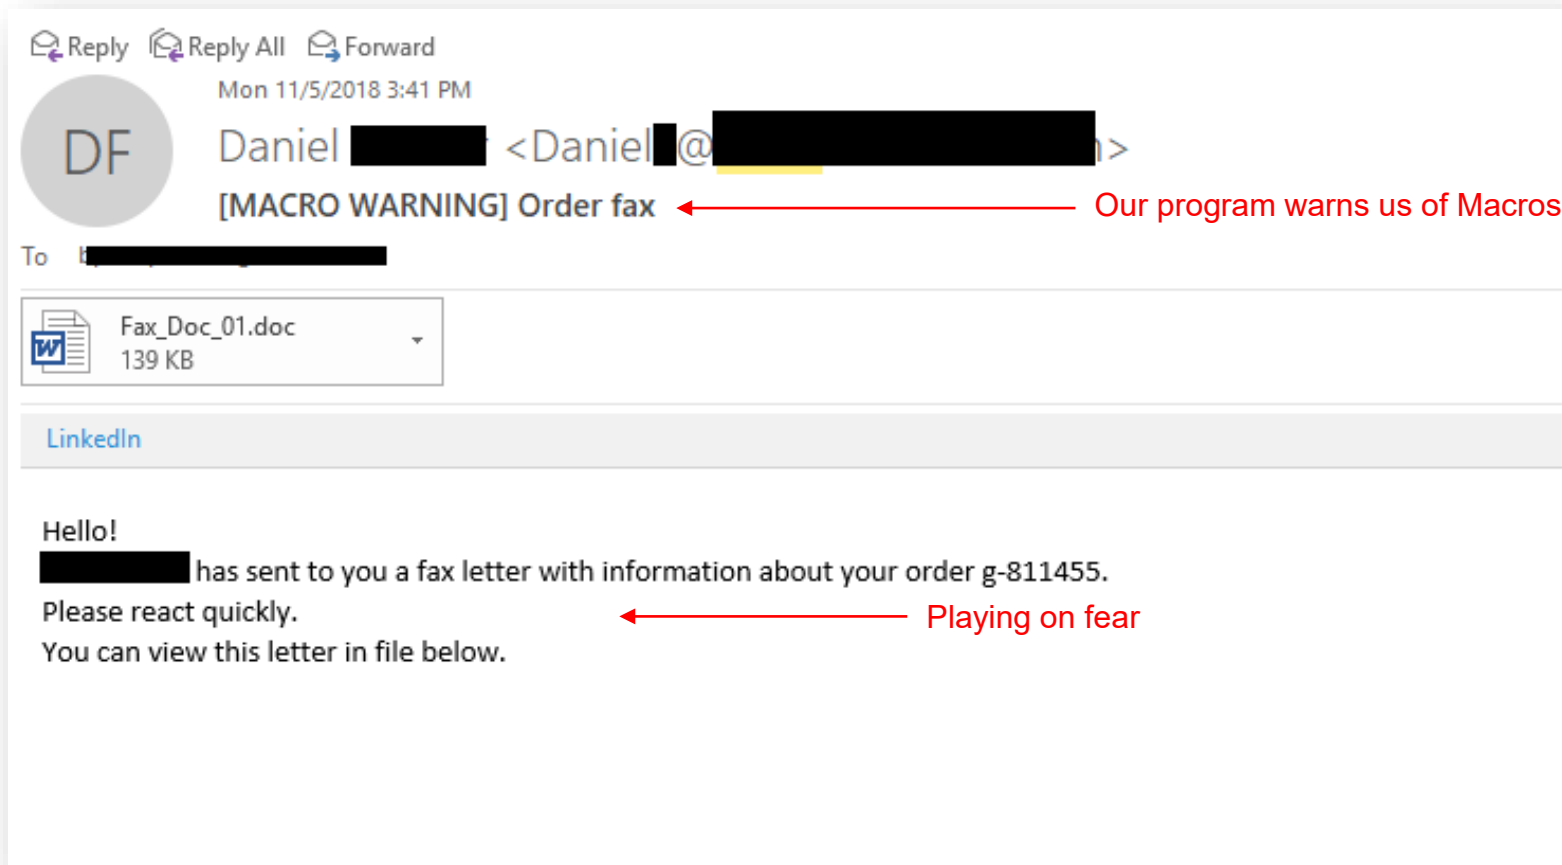 Reply Reply All Forward
Mon 11/5/2018 3:41 PM
DF
Daniel <Daniel @ >
[MACRO WARNING] Order fax
Our program warns us of Macros
To
Fax_Doc_01.doc
139 KB
LinkedIn
Hello!
has sent to you a fax letter with information about your order g-811455.
Please react quickly.
Playing on fear
You can view this letter in file below.